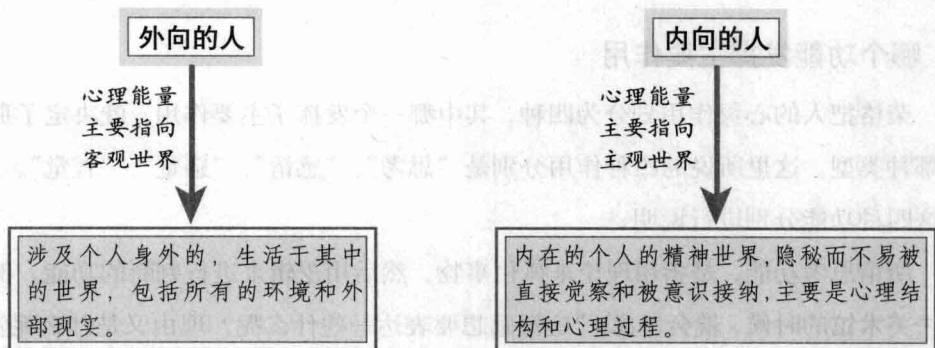 外向的人
心理能量
主要指向
客观世界
涉及个人身外的，生活于其中
的世界，包括所有的环境和外
部现实。
内向的人
心理能量
主要指向
主观世界
内在的个人的精神世界，隐秘而不易被
直接觉察和被意识接纳，主要是心理结
构和心理过程。